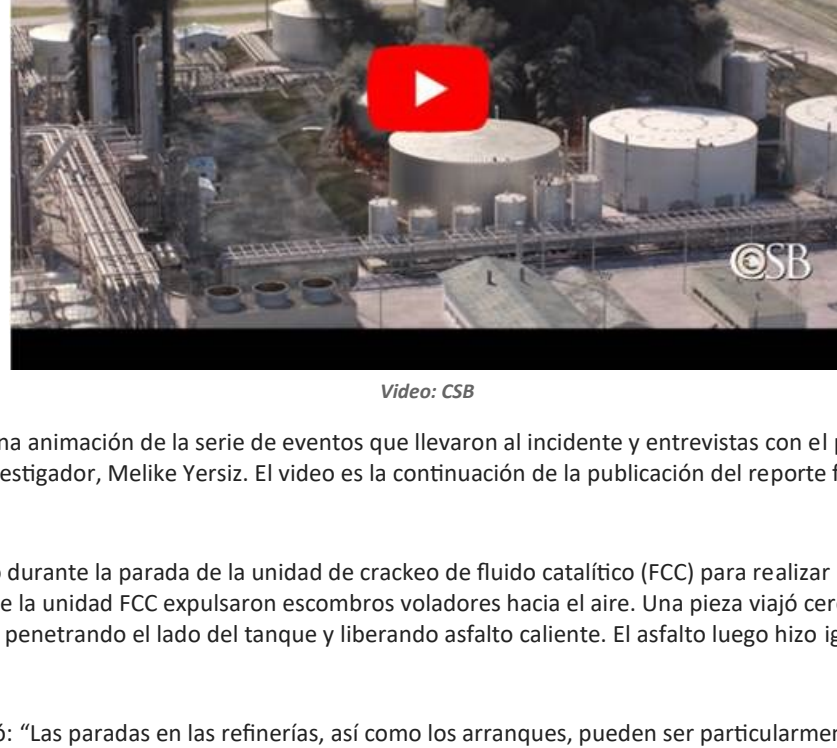 ©CSB
Video: CSB
na animación de la serie de eventos que llevaron al incidente y entrevistas con el p
estigador, Melike Yersiz. El video es la continuación de la publicación del reporte f
durante la parada de la unidad de crackeo de fluido catalítico (FCC) para realizar
e la unidad FCC expulsaron escombros voladores hacia el aire. Una pieza viajó cer
penetrando el lado del tanque y liberando asfalto caliente. El asfalto luego hizo ig
ó: “Las paradas en las refinerías, así como los arranques, pueden ser particularme